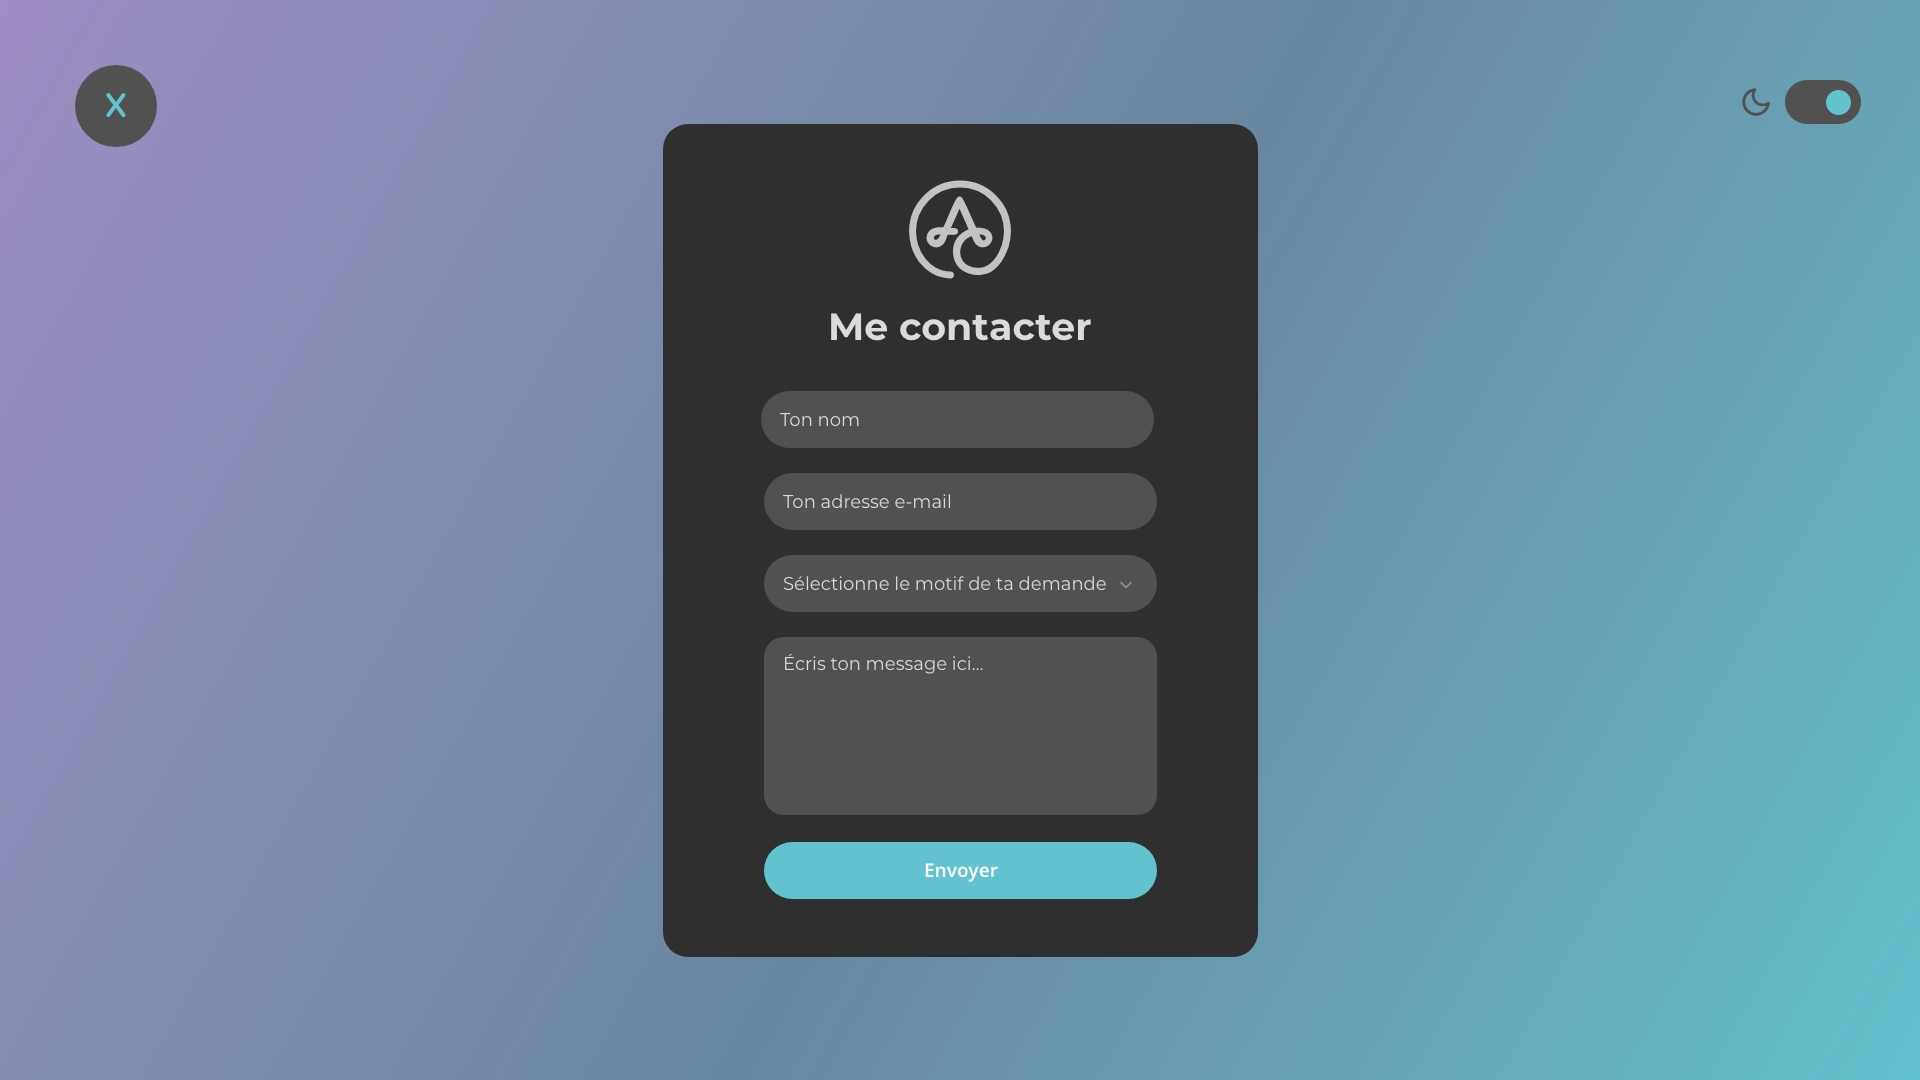 X
Me contacter
Ton nom
Ton adresse e-mail
Sélectionne le motif de ta demande
Écris ton message ici...
Envoyer